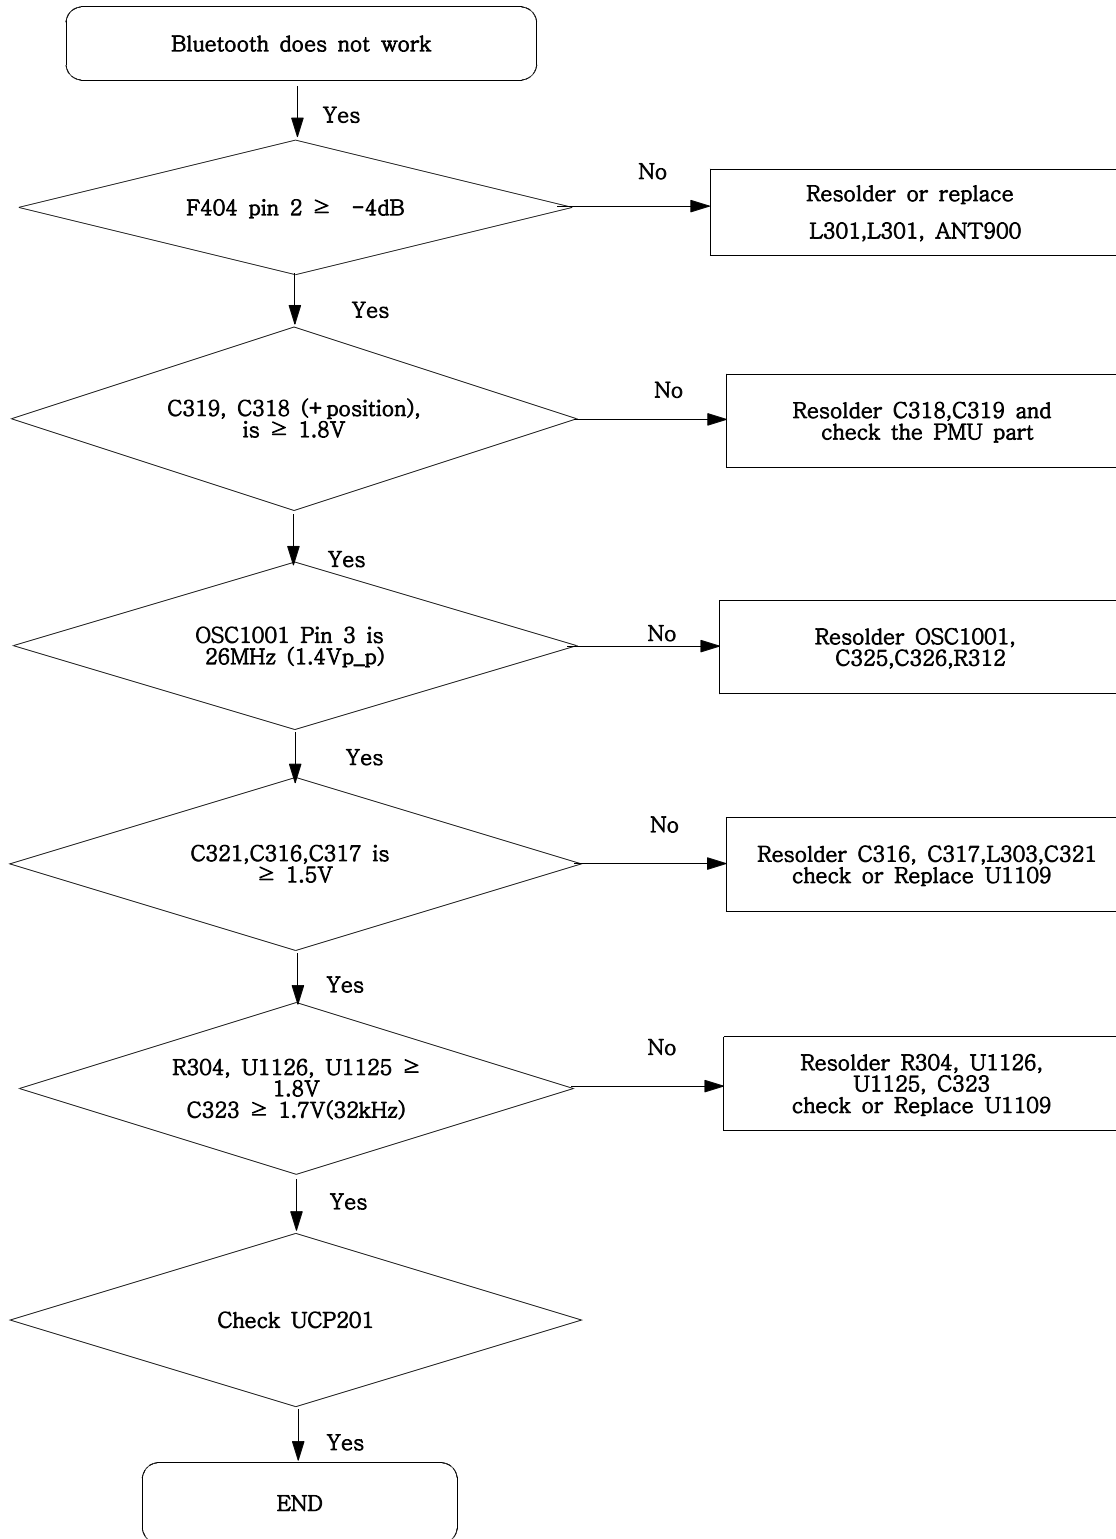 Bluetooth does not work
Yes
F404 pin 2 ≥ -4dB
No
Resolder or replace
L301,L301, ANT900
Yes
C319, C318 (+position),
is ≥ 1.8V
No
Resolder C318,C319 and
check the PMU part
Yes
OSC1001 Pin 3 is
26MHz (1.4Vp_p)
No
Resolder OSC1001,
C325,C326,R312
Yes
C321,C316,C317 is
≥ 1.5V
No
Resolder C316, C317,L303,C321
check or Replace U1109
Yes
R304, U1126, U1125 ≥
1.8V
C323 ≥ 1.7V(32kHz)
No
Resolder R304, U1126,
U1125, C323
check or Replace U1109
Yes
Check UCP201
Yes
END